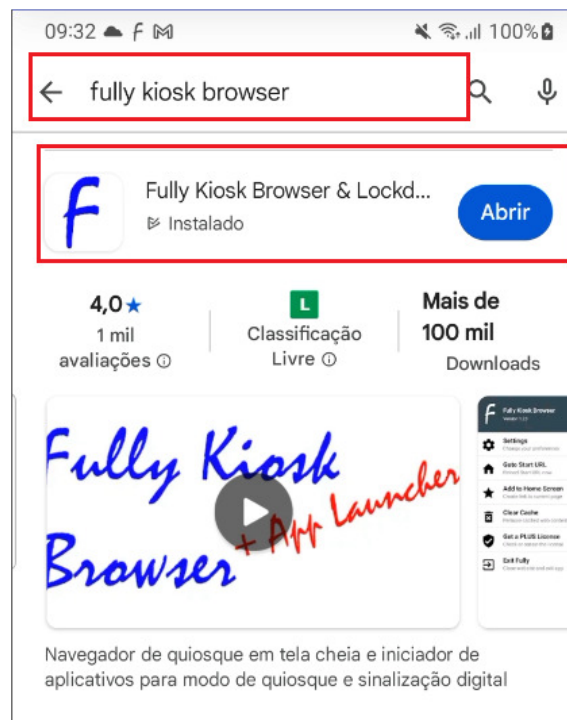 09:32
100%
fully kiosk browser
Fully Kiosk Browser & Lockd...
Instalado
Abrir
4,0★
1 mil
avaliações
L
Classificação
Livre
Mais de
100 mil
Downloads
Fully Kiosk
Browser
+ App Launcher
Fully Kiosk Browser
Settings
Goto Start URL
Add to Home Screen
Clear Cache
Get a PLUS License
Exit Fully
Navegador de quiosque em tela cheia e iniciador de
aplicativos para modo de quiosque e sinalização digital